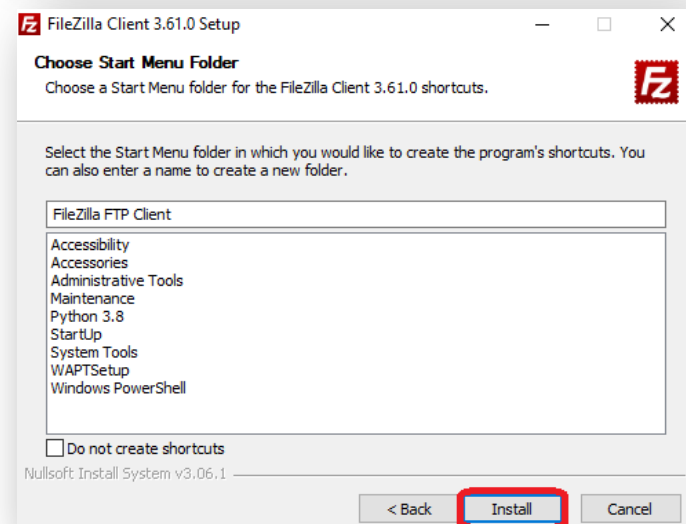 FileZilla Client 3.61.0 Setup
Choose Start Menu Folder
Choose a Start Menu folder for the FileZilla Client 3.61.0 shortcuts.
Fz
Select the Start Menu folder in which you would like to create the program's shortcuts. You
can also enter a name to create a new folder.
FileZilla FTP Client
Accessibility
Accessories
Administrative Tools
Maintenance
Python 3.8
StartUp
System Tools
WAPTSetup
Windows PowerShell
Do not create shortcuts
Nullsoft Install System v3.06.1
< Back Install Cancel